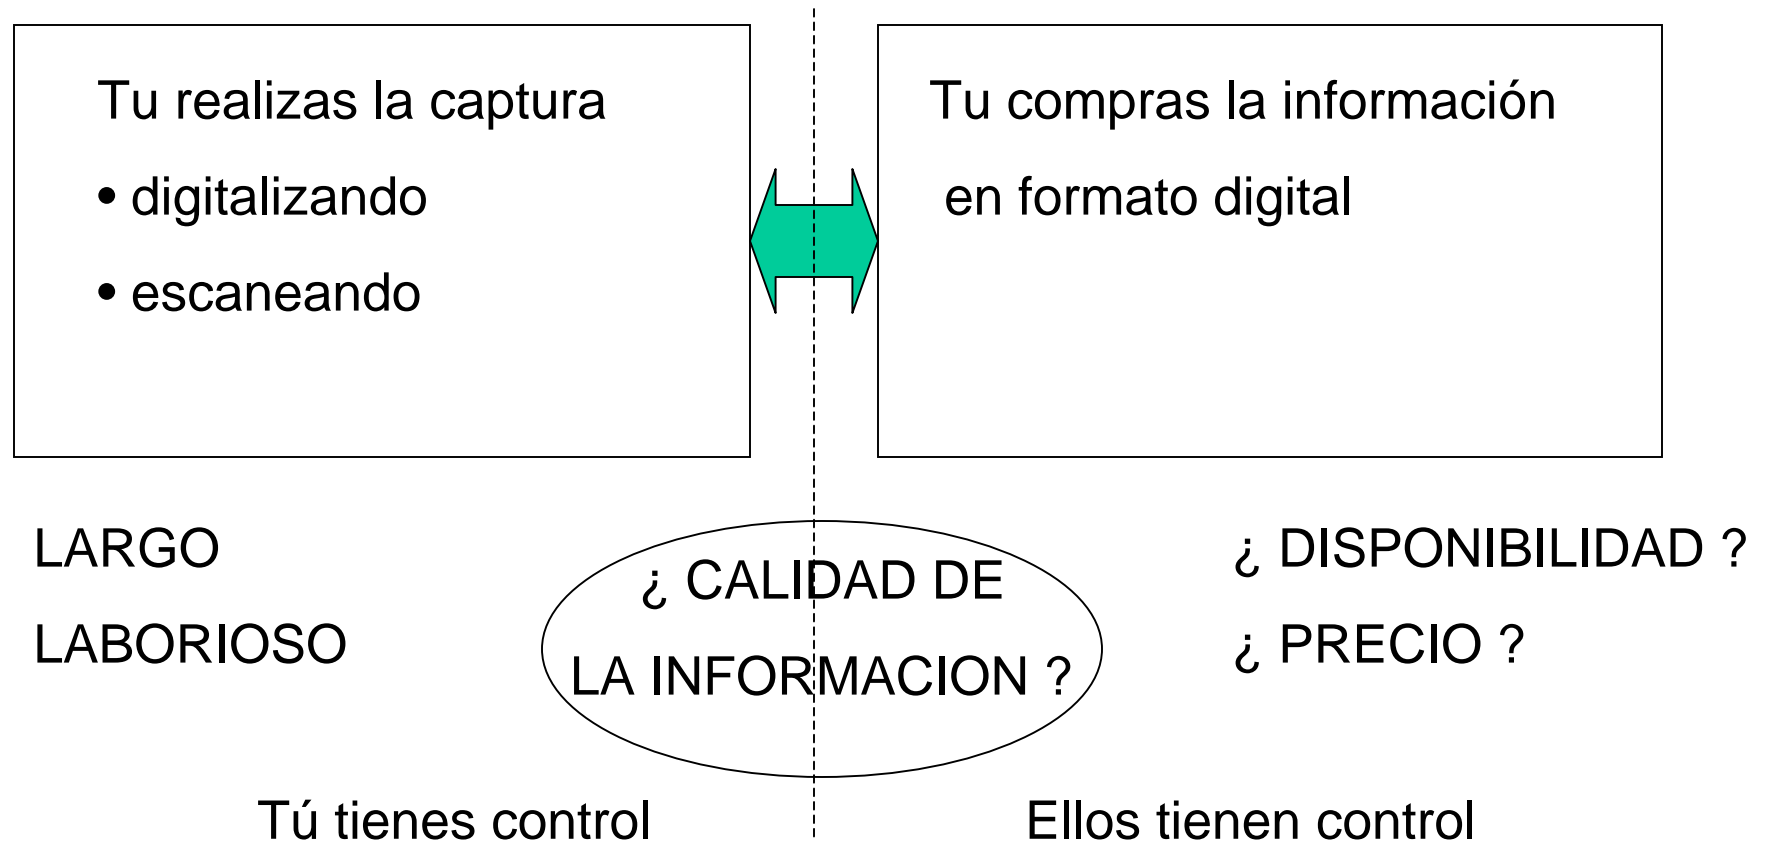 Tu realizas la captura
• digitalizando
• escaneando
Tu compras la información
en formato digital
LARGO
LABORIOSO
¿ CALIDAD DE
LA INFORMACION ?
¿ DISPONIBILIDAD ?
¿ PRECIO ?
Tú tienes control
Ellos tienen control